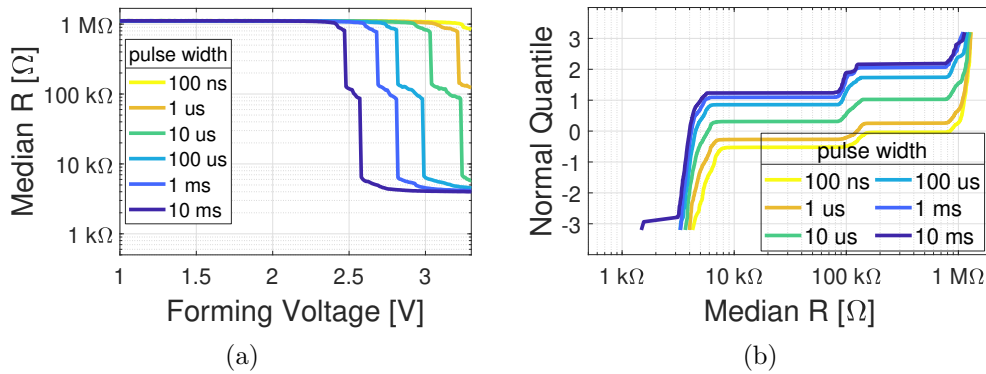 (a)
1 MΩ
100 kΩ
10 kΩ
1 kΩ
Median R [Ω]
pulse width
100 ns
1 us
10 us
100 us
1 ms
10 ms
1 1.5 2 2.5 3
Forming Voltage [V]
(a)
(b)
3
2
1
0
-1
-2
-3
Normal Quantile
pulse width
100 ns 100 us
1 us 1 ms
10 us 10 ms
1 kΩ 10 kΩ 100 kΩ 1 MΩ
Median R [Ω]
(b)